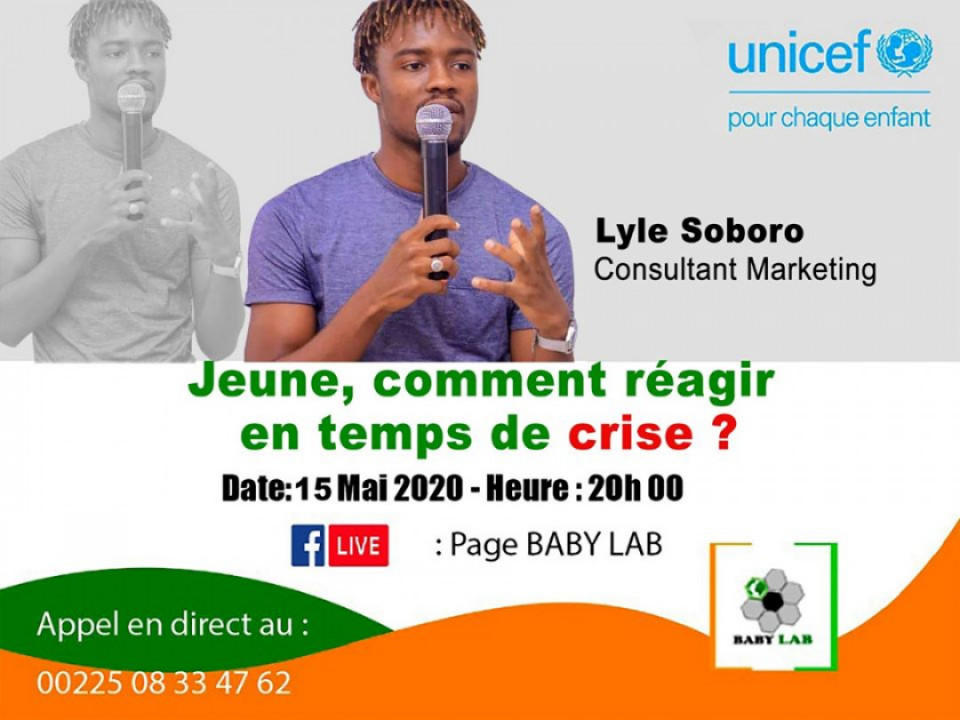 unicef
pour chaque enfant
Lyle Soboro
Consultant Marketing
Jeune, comment réagir
en temps de crise ?
Date:15 Mai 2020 - Heure : 20h 00
f LIVE : Page BABY LAB
BABY LAB
Appel en direct au :
00225 08 33 47 62